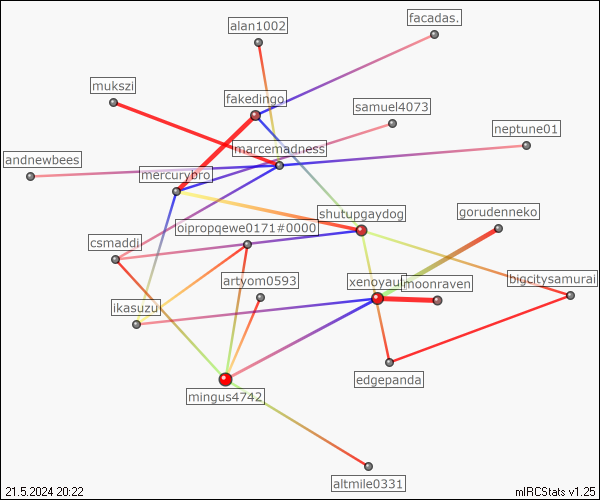 facadas.
alan1002
mukszi
fakedingo
samuel4073
neptune01
marcemadness
andnewbees
mercurybro
shutupgaydog
gorudenneko
oipropqewe0171#0000
csmaddi
artyom0593
xenoyaul
moonraven
bigcitysamurai
ikasuzu
edgepanda
mingus4742
altmile0331
21.5.2024 20:22
mIRCStats v1.25